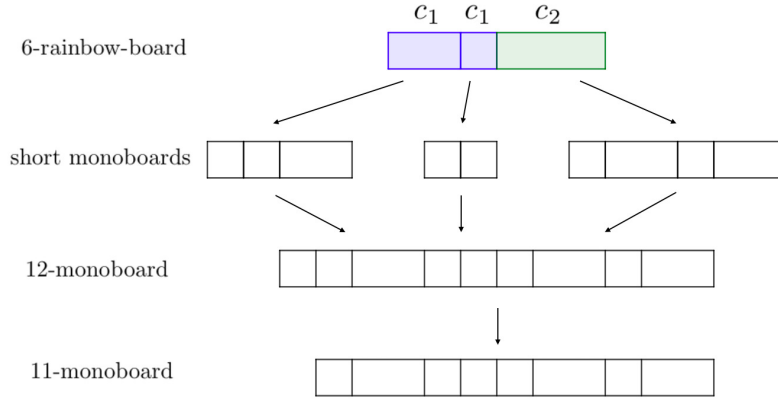 c₁ c₁ c₂
6-rainbow-board
short monoboards
12-monoboard
11-monoboard